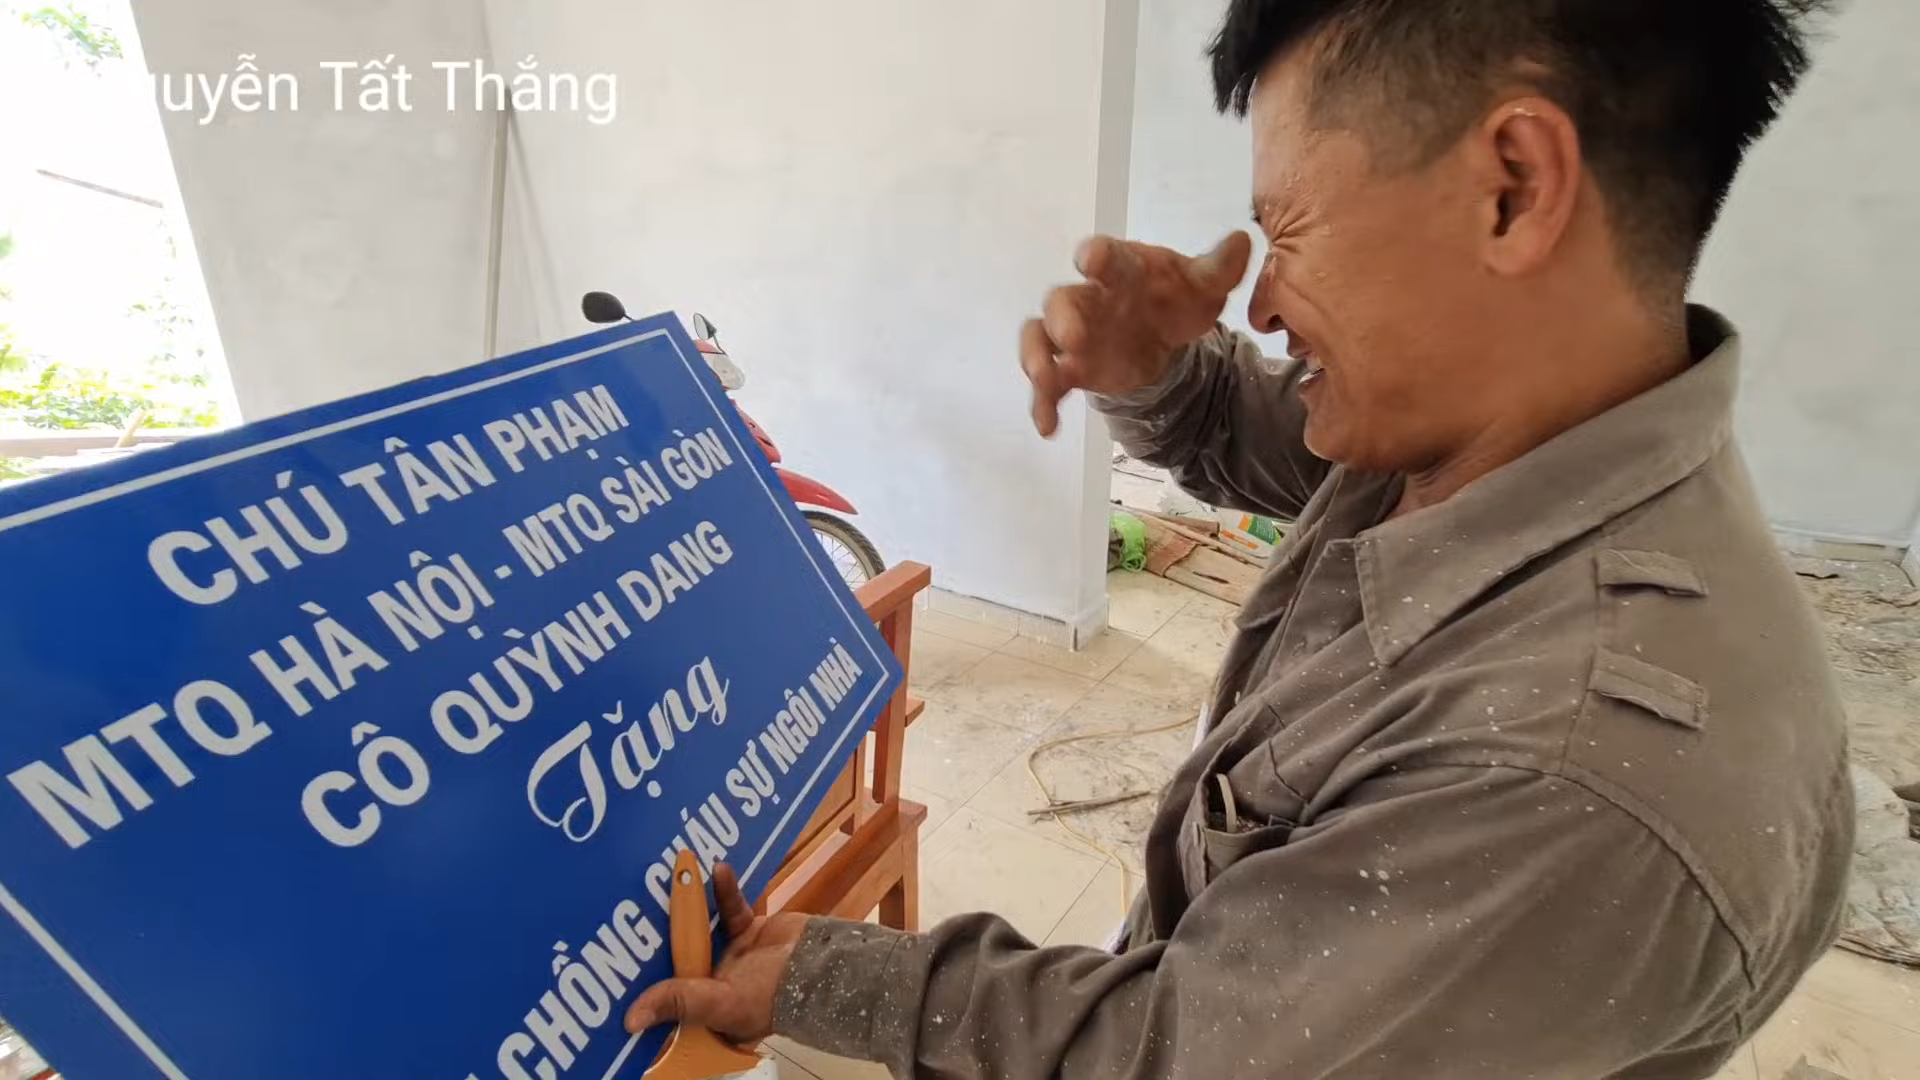 guyễn Tất Thắng
CHÚ TÂN PHẠM
MTQ HÀ NỘI - MTQ SÀI GÒN
CÔ QUỲNH DANG
Tặng
CHỒNG CHÁU SỰ NGÔI NHÀ